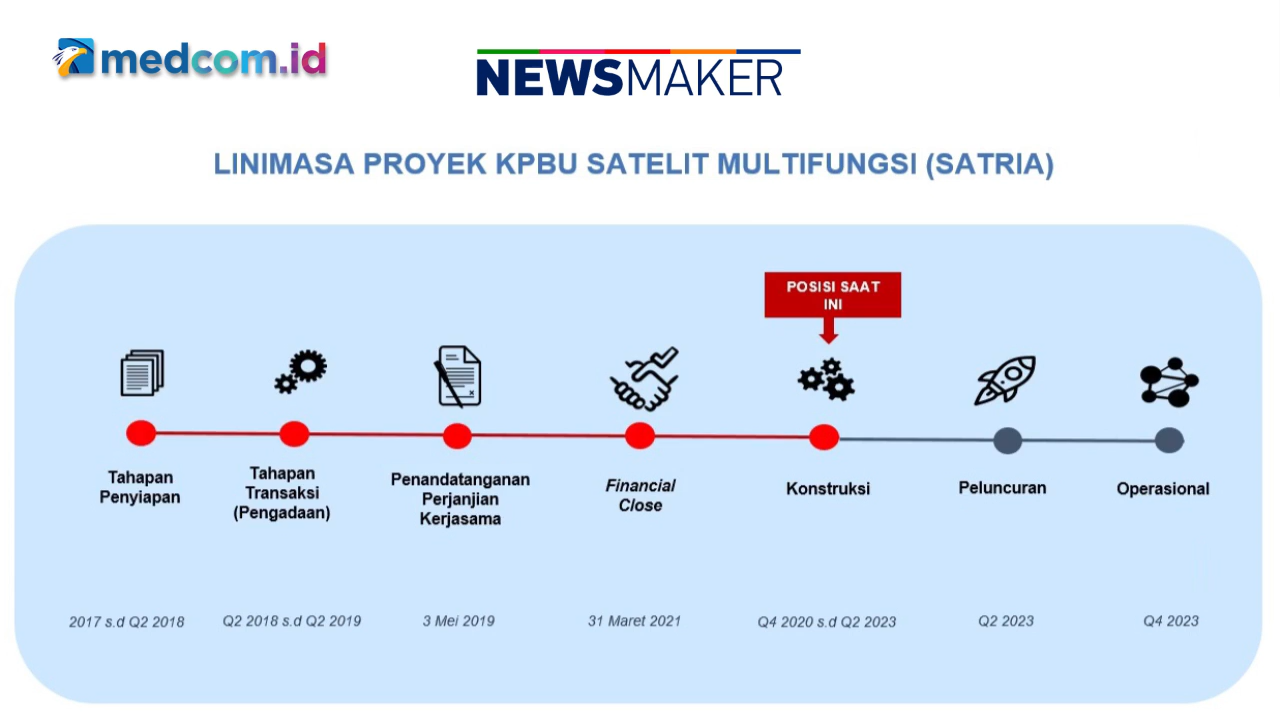 medcom.id
NEWSMAKER
LINIMASA PROYEK KPBU SATELIT MULTIFUNGSI (SATRIA)
POSISI SAAT
INI
Tahapan
Penyiapan
Tahapan
Transaksi
(Pengadaan)
Penandatanganan
Perjanjian
Kerjasama
Financial
Close
Konstruksi
Peluncuran
Operasional
2017 s.d Q2 2018
Q2 2018 s.d Q2 2019
3 Mei 2019
31 Maret 2021
Q4 2020 s.d Q2 2023
Q2 2023
Q4 2023